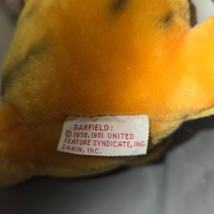 GARFIELD:
© 1978, 1981 UNITED
FEATURE SYNDICATE, INC.
DAKIN, INC.